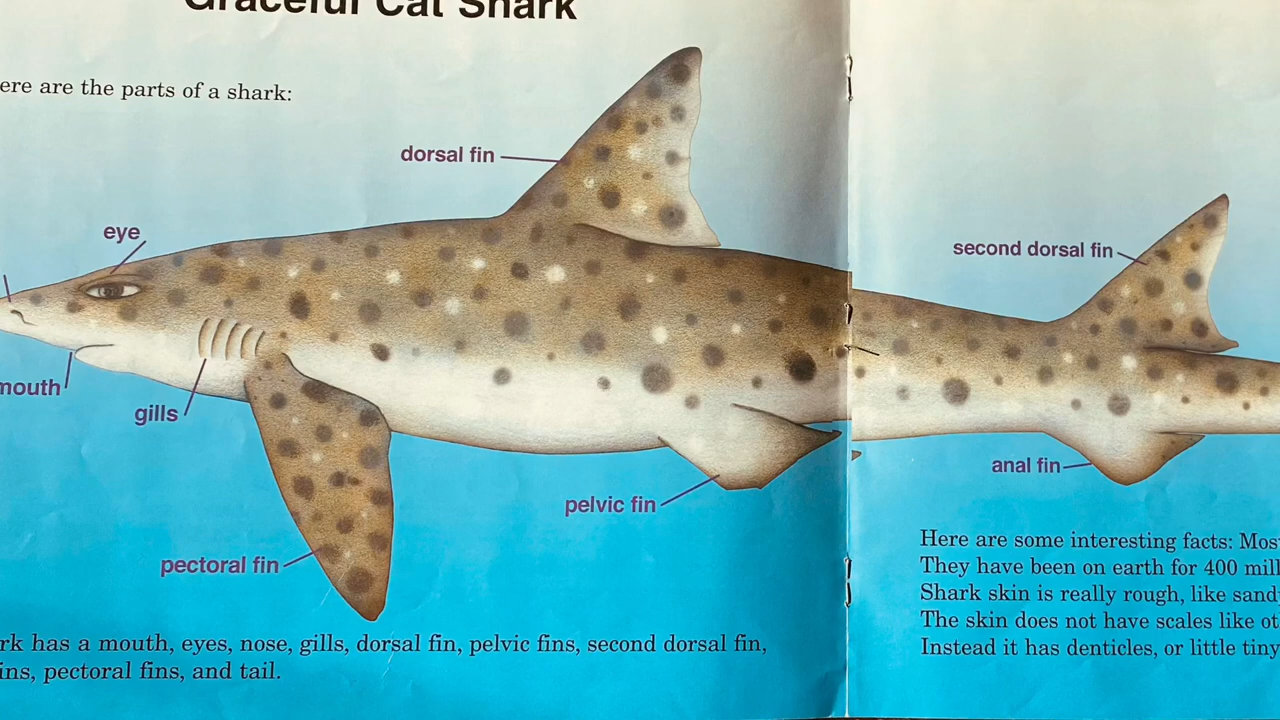 Graceful Cat Shark
ere are the parts of a shark:
dorsal fin
eye
second dorsal fin
mouth
gills
anal fin
pelvic fin
pectoral fin
rk has a mouth, eyes, nose, gills, dorsal fin, pelvic fins, second dorsal fin,
ins, pectoral fins, and tail.
Here are some interesting facts: Mos
They have been on earth for 400 mill
Shark skin is really rough, like sand
The skin does not have scales like ot
Instead it has denticles, or little tiny